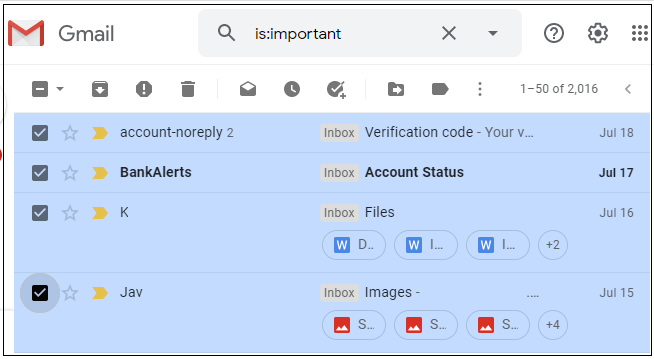 Gmail is:important
1–50 of 2,016
account-noreply 2 Inbox Verification code - Your v... Jul 18
BankAlerts Inbox Account Status Jul 17
K Inbox Files Jul 16
W D... W I... W I... +2
Jav Inbox Images - .... Jul 15
S... S... S... +4